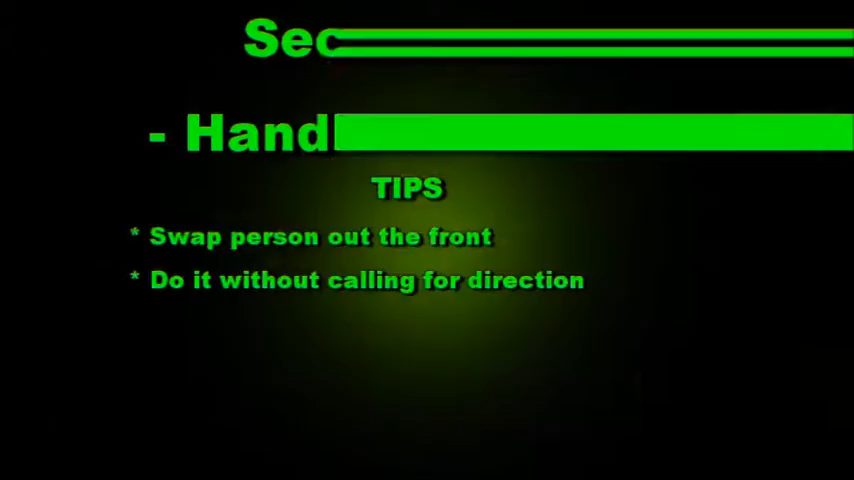 Sec
- Hand
TIPS
* Swap person out the front
* Do it without calling for direction